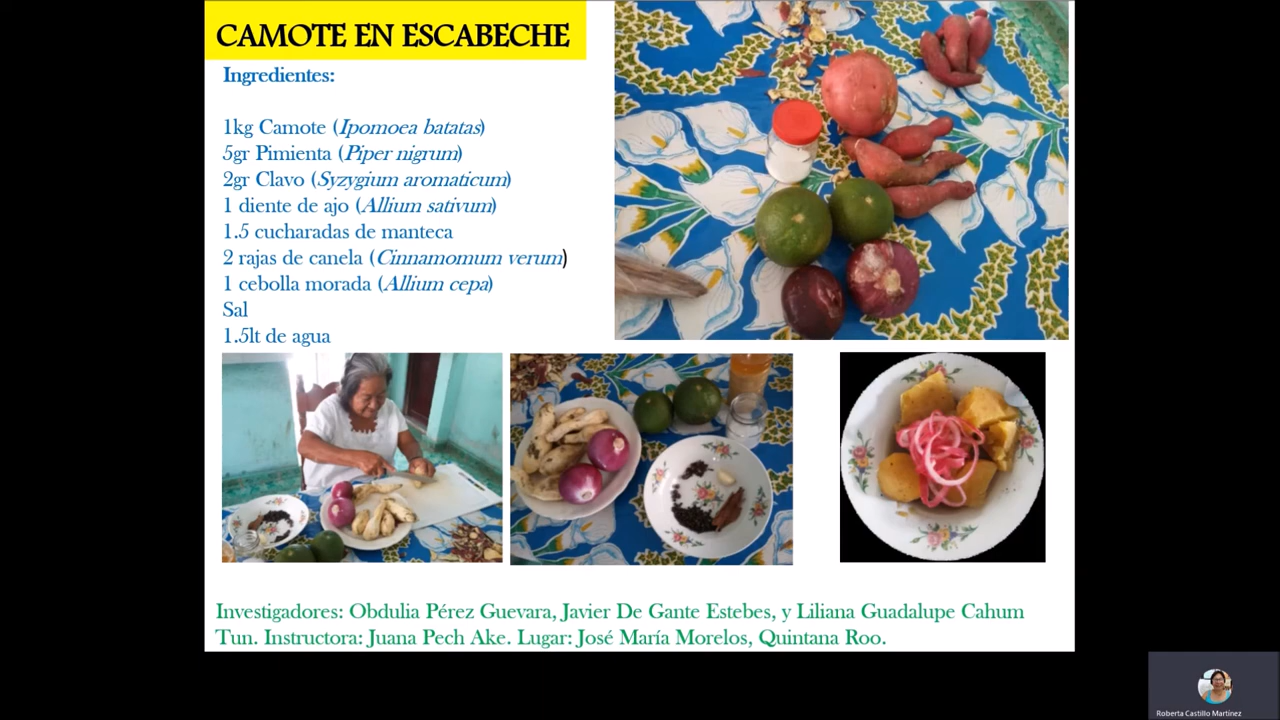 CAMOTE EN ESCABECHE
Ingredientes:
1kg Camote (Ipomoea batatas)
5gr Pimienta (Piper nigrum)
2gr Clavo (Syzygium aromaticum)
1 diente de ajo (Allium sativum)
1.5 cucharadas de manteca
2 rajas de canela (Cinnamomum verum)
1 cebolla morada (Allium cepa)
Sal
1.5lt de agua
Investigadores: Obdulia Pérez Guevara, Javier De Gante Estebes, y Liliana Guadalupe Cahum
Tun. Instructora: Juana Pech Ake. Lugar: José María Morelos, Quintana Roo.
Roberta Castillo Martínez